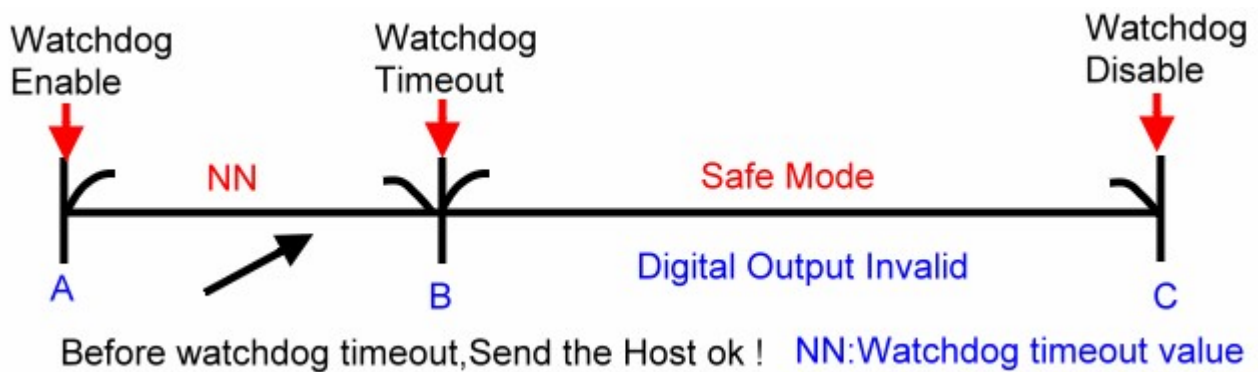 Watchdog
Enable
Watchdog
Timeout
Watchdog
Disable
NN
Safe Mode
A
B
Digital Output Invalid
C
Before watchdog timeout,Send the Host ok !
NN:Watchdog timeout value